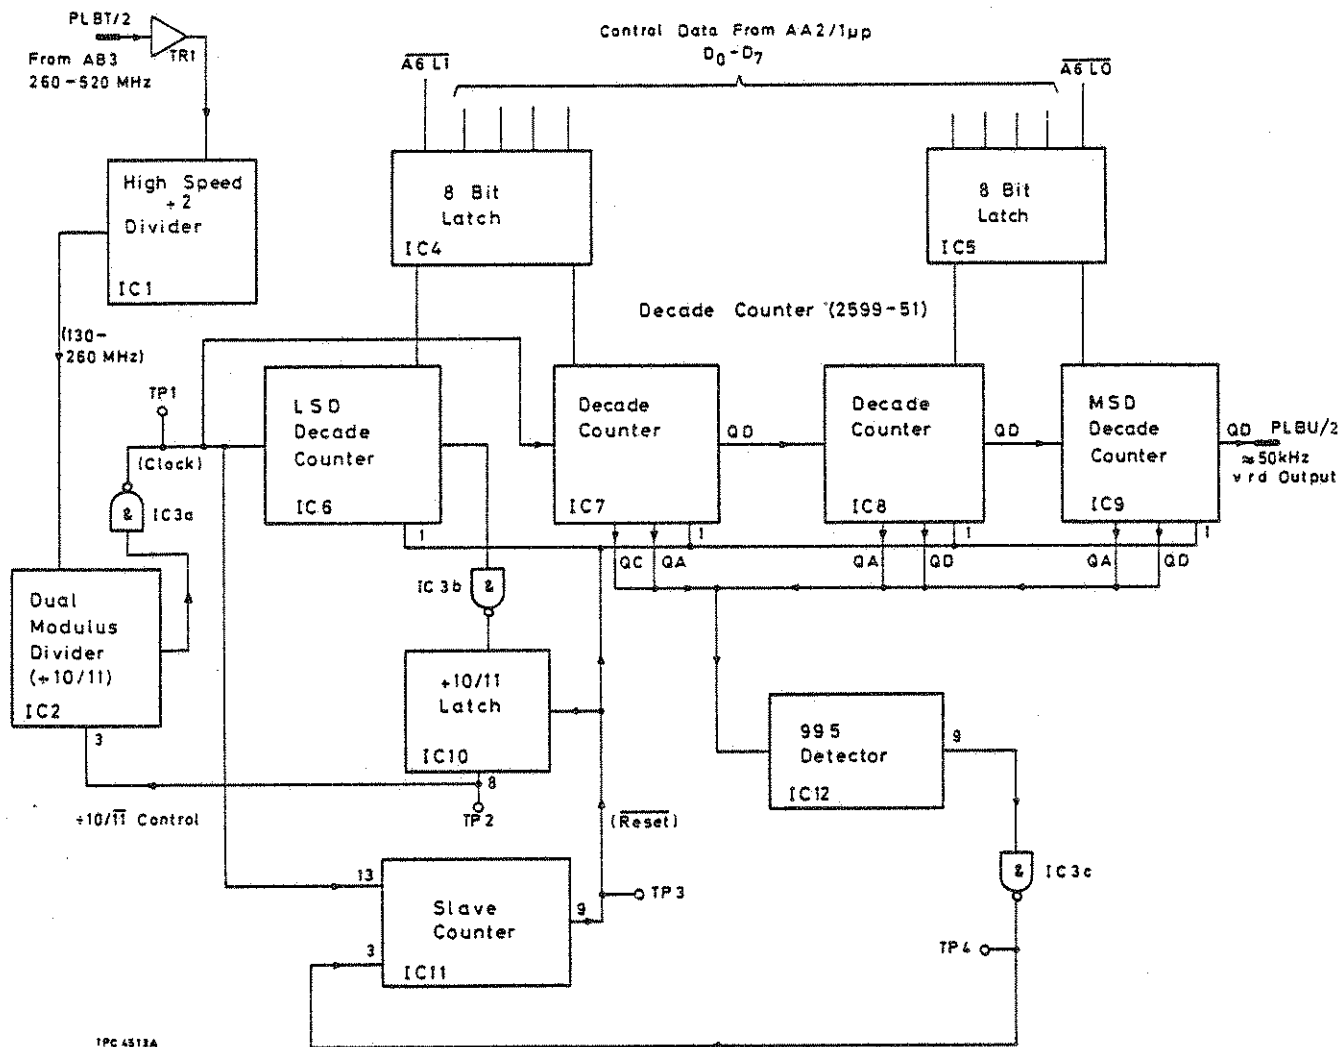 PLBT/2
TR1
From AB3
260-520 MHz
Control Data From AA2/1µp
D0-D7
A6 L1
A6 L0
High Speed
÷2
Divider
IC1
8 Bit
Latch
IC4
8 Bit
Latch
IC5
Decade Counter (2599-51)
(130-
260 MHz)
TP1
(Clock)
&
IC3a
LSD
Decade
Counter
IC6
1
Decade
Counter
IC7
QD
1
QC
QA
Decade
Counter
IC8
QD
1
QA
QD
MSD
Decade
Counter
IC9
QD
PLBU/2
≈50kHz
v r d Output
1
QA
QD
IC3b
&
Dual
Modulus
Divider
(÷10/11)
IC2
3
÷10/11
Latch
IC10
8
TP2
÷10/11 Control
(Reset)
995
Detector
IC12
9
&
IC3c
13
Slave
Counter
IC11
3
9
TP3
TP4
TPC 4513A